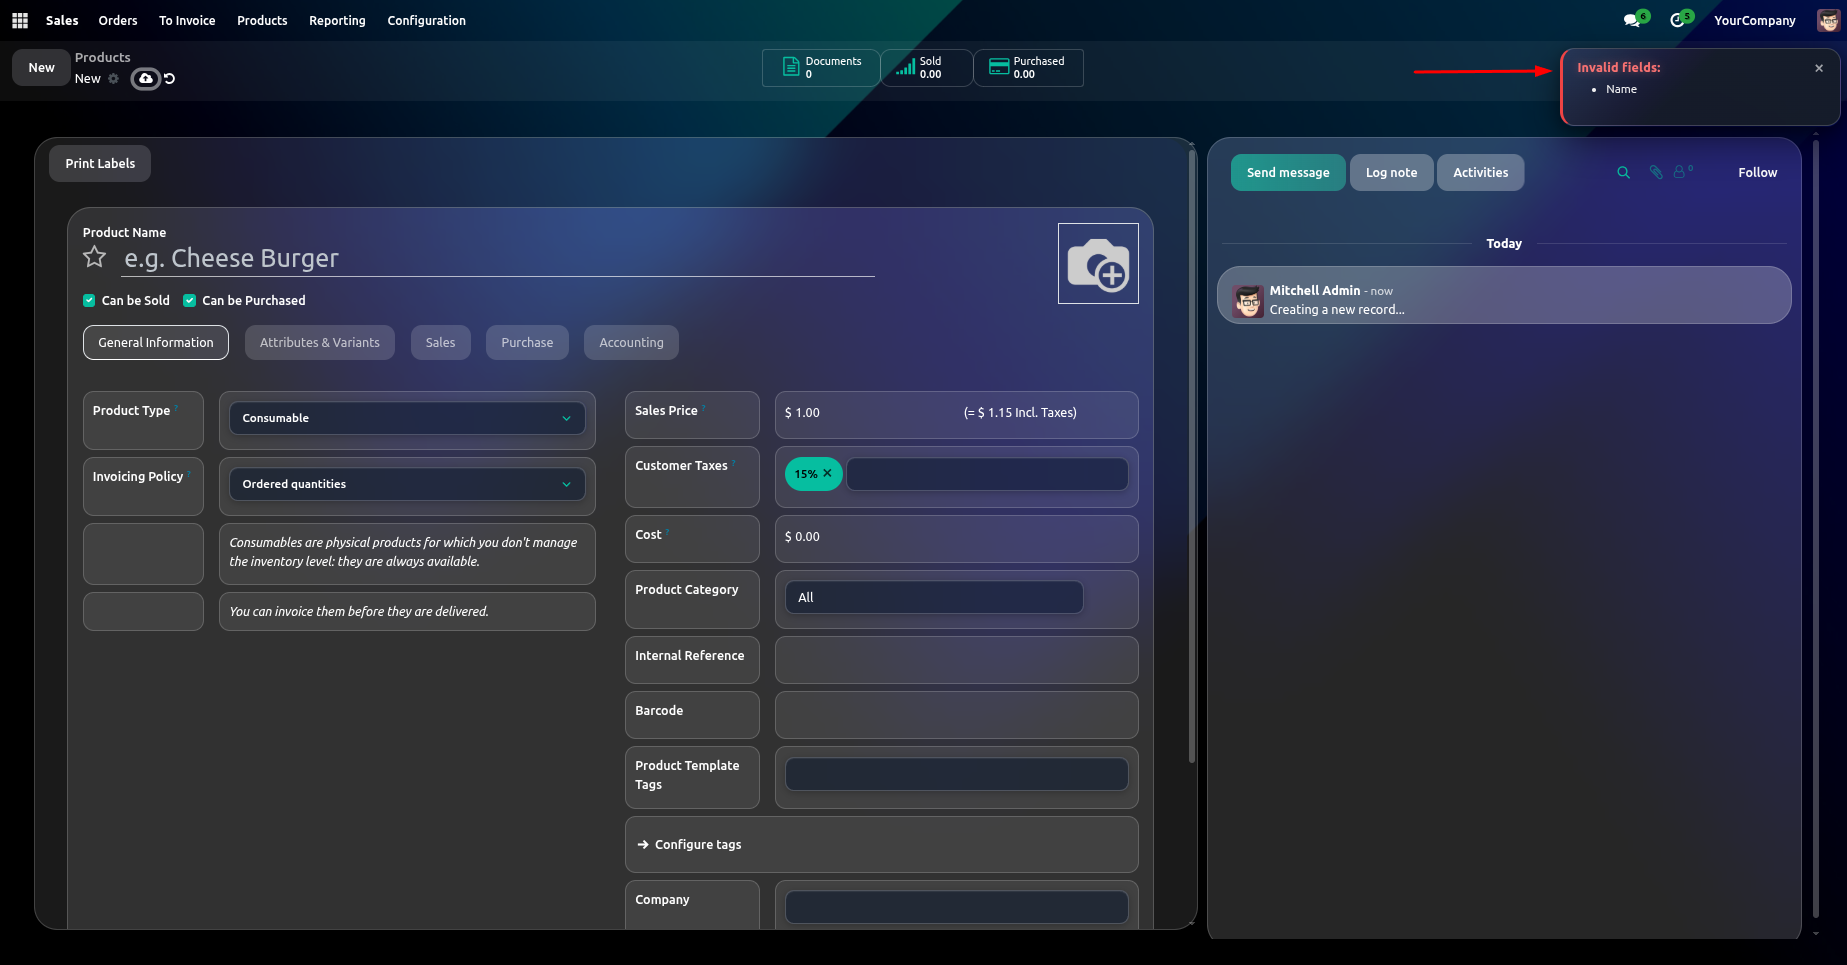 Sales Orders To Invoice Products Reporting Configuration
6 5 YourCompany
New
Products
New
Documents
0
Sold
0.00
Purchased
0.00
Invalid fields:
• Name
Print Labels
Product Name
e.g. Cheese Burger
Can be Sold Can be Purchased
General Information Attributes & Variants Sales Purchase Accounting
Product Type ?
Consumable
Invoicing Policy ?
Ordered quantities
Consumables are physical products for which you don't manage
the inventory level: they are always available.
You can invoice them before they are delivered.
Sales Price ?
$ 1.00 (= $ 1.15 Incl. Taxes)
Customer Taxes ?
15% ×
Cost ?
$ 0.00
Product Category
All
Internal Reference
Barcode
Product Template
Tags
Configure tags
Company
Send message Log note Activities 0 Follow
Today
Mitchell Admin - now
Creating a new record...